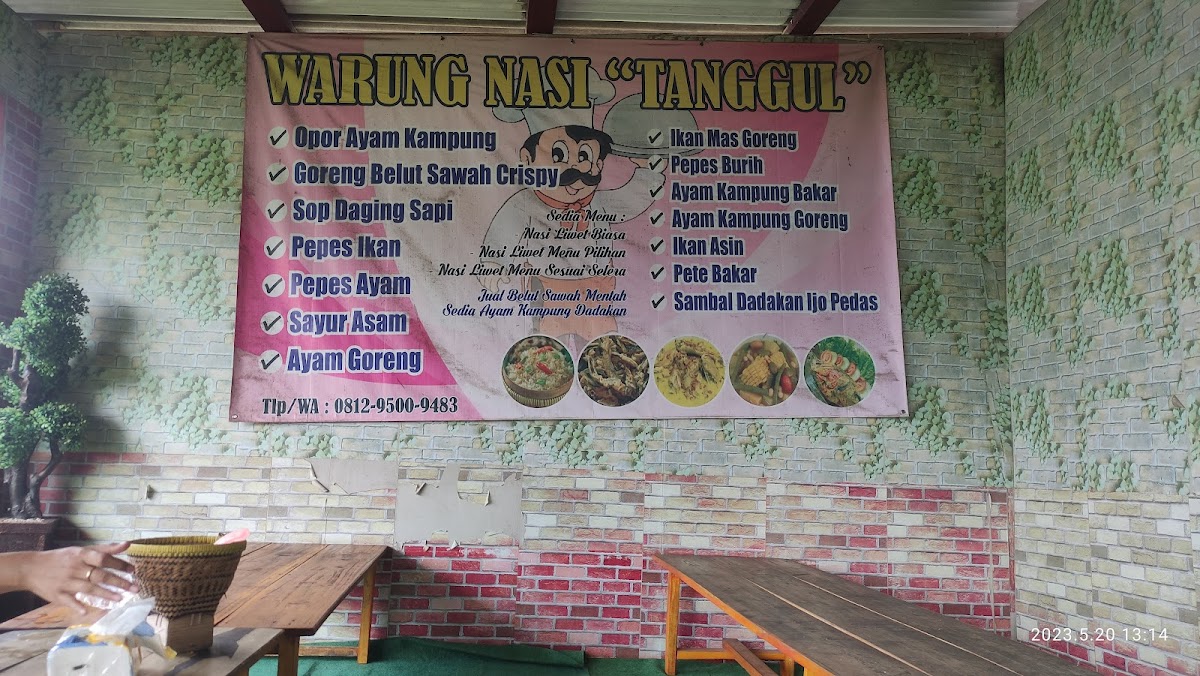 WARUNG NASI “TANGGUL”
Opor Ayam Kampung
Goreng Belut Sawah Crispy
Sop Daging Sapi
Pepes Ikan
Pepes Ayam
Sayur Asam
Ayam Goreng
Tlp/WA : 0812-9500-9483
Sedia Menu :
- Nasi Liwet Biasa
- Nasi Liwet Menu Pilihan
- Nasi Liwet Menu Sesuai Selera
Jual Belut Sawah Mentah
Sedia Ayam Kampung Dadakan
Ikan Mas Goreng
Pepes Burih
Ayam Kampung Bakar
Ayam Kampung Goreng
Ikan Asin
Pete Bakar
Sambal Dadakan Ijo Pedas
2023.5.20 13:14